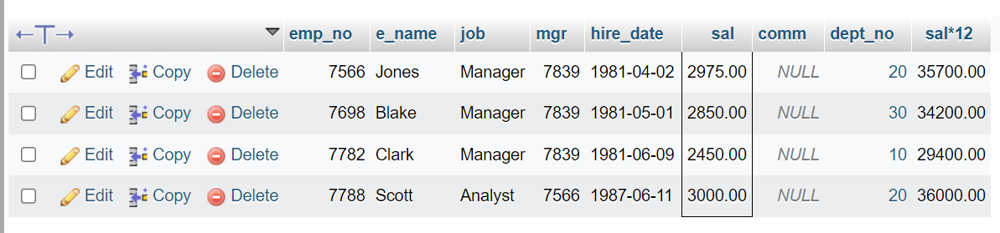 ←T→ emp_no e_name job mgr hire_date sal comm dept_no sal*12
Edit Copy Delete 7566 Jones Manager 7839 1981-04-02 2975.00 NULL 20 35700.00
Edit Copy Delete 7698 Blake Manager 7839 1981-05-01 2850.00 NULL 30 34200.00
Edit Copy Delete 7782 Clark Manager 7839 1981-06-09 2450.00 NULL 10 29400.00
Edit Copy Delete 7788 Scott Analyst 7566 1987-06-11 3000.00 NULL 20 36000.00